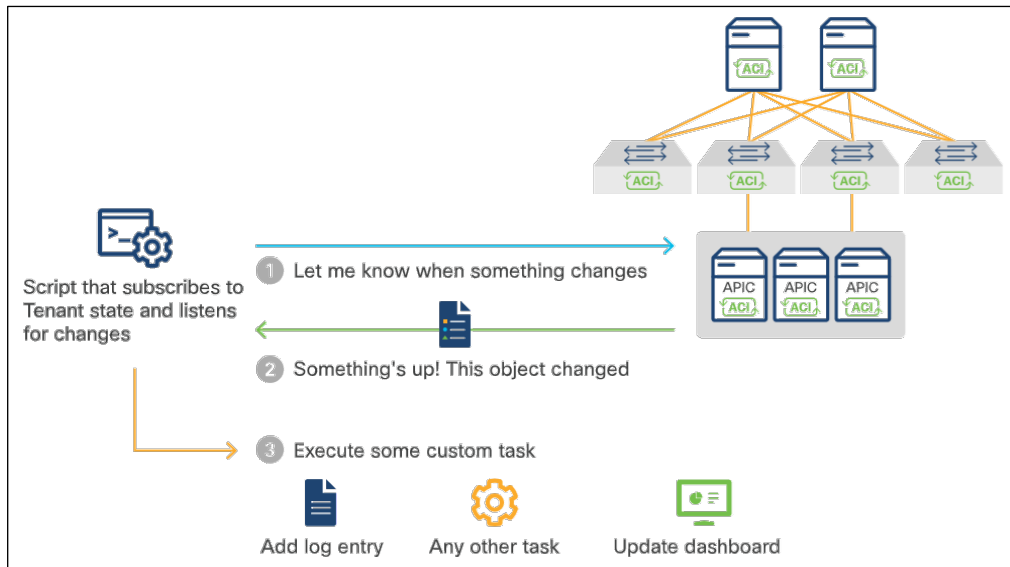 ACI
ACI
ACI
ACI
ACI
ACI
>_
Script that subscribes to
Tenant state and listens
for changes
1 Let me know when something changes
APIC
ACI
APIC
ACI
APIC
ACI
2 Something's up! This object changed
3 Execute some custom task
Add log entry
Any other task
Update dashboard